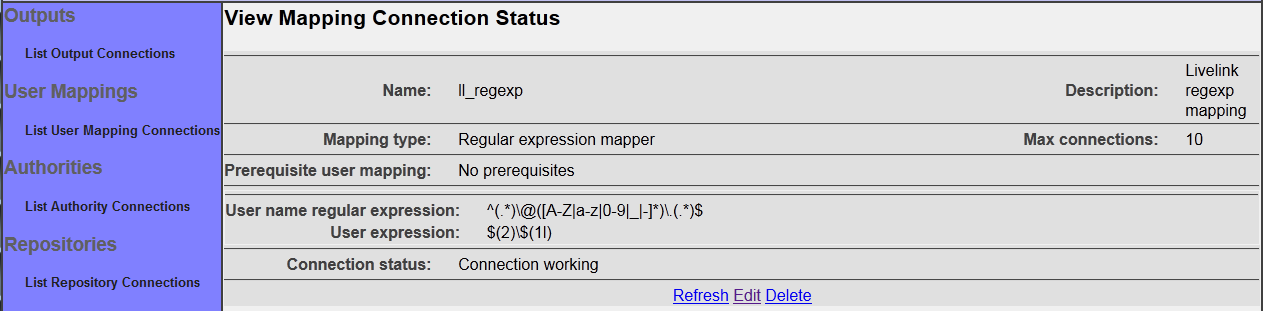 Outputs
List Output Connections
User Mappings
List User Mapping Connections
Authorities
List Authority Connections
Repositories
List Repository Connections
View Mapping Connection Status
Name: ll_regexp Description: Livelink
regexp
mapping
Mapping type: Regular expression mapper Max connections: 10
Prerequisite user mapping: No prerequisites
User name regular expression: ^(.*)\@([A-Z|a-z|0-9|_|-]*)\.(.*)$
User expression: $(2)\$(1l)
Connection status: Connection working
Refresh Edit Delete